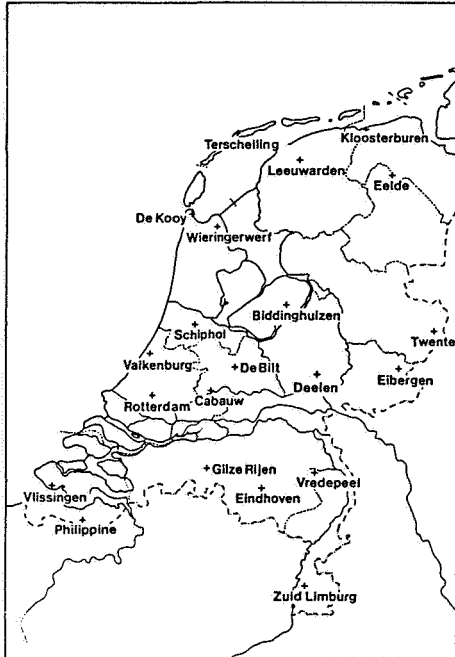 Kloosterburen
Terschelling
Leeuwarden
Eelde
De Kooy
Wieringerwerf
Biddinghuizen
Schiphol
Twente
Valkenburg
De Bilt
Deelen
Eibergen
Cabauw
Rotterdam
Gilze Rijen
Vredepeel
Vlissingen
Eindhoven
Philippine
Zuid Limburg